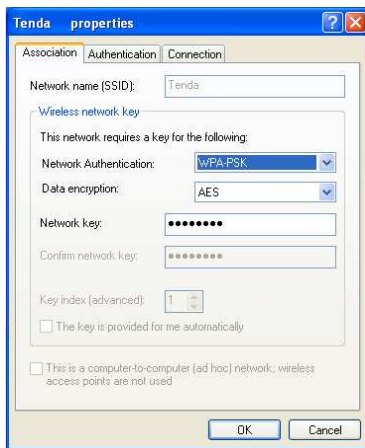 Tenda properties
Association Authentication Connection
Network name (SSID): Tenda
Wireless network key
This network requires a key for the following:
Network Authentication: WPA-PSK
Data encryption: AES
Network key: ●●●●●●●●
Confirm network key: ●●●●●●●●
Key index (advanced): 1
The key is provided for me automatically
This is a computer-to-computer (ad hoc) network; wireless
access points are not used
OK Cancel